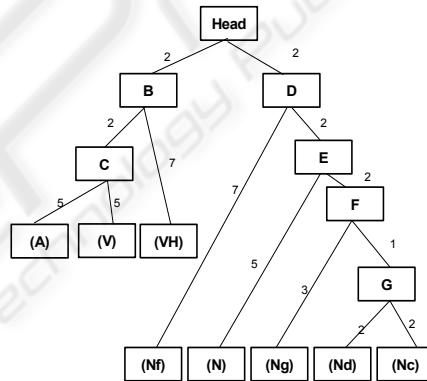 Head
2 2
B D
2 7 2
C E
5 5 7 2
(A) (V) (VH) F
5 3 1
G
2 2
(Nf) (N) (Ng) (Nd) (Nc)